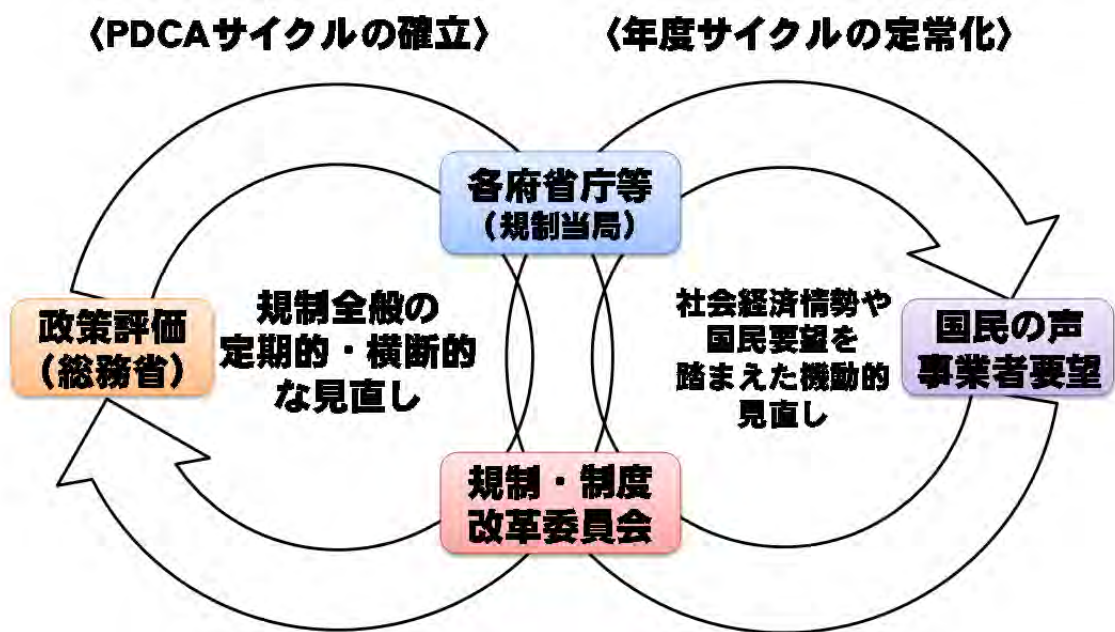 〈PDCAサイクルの確立〉
〈年度サイクルの定常化〉
各府省庁等
（規制当局）
政策評価
（総務省）
規制全般の
定期的・横断的
な見直し
社会経済情勢や
国民要望を
踏まえた機動的
見直し
国民の声
事業者要望
規制・制度
改革委員会